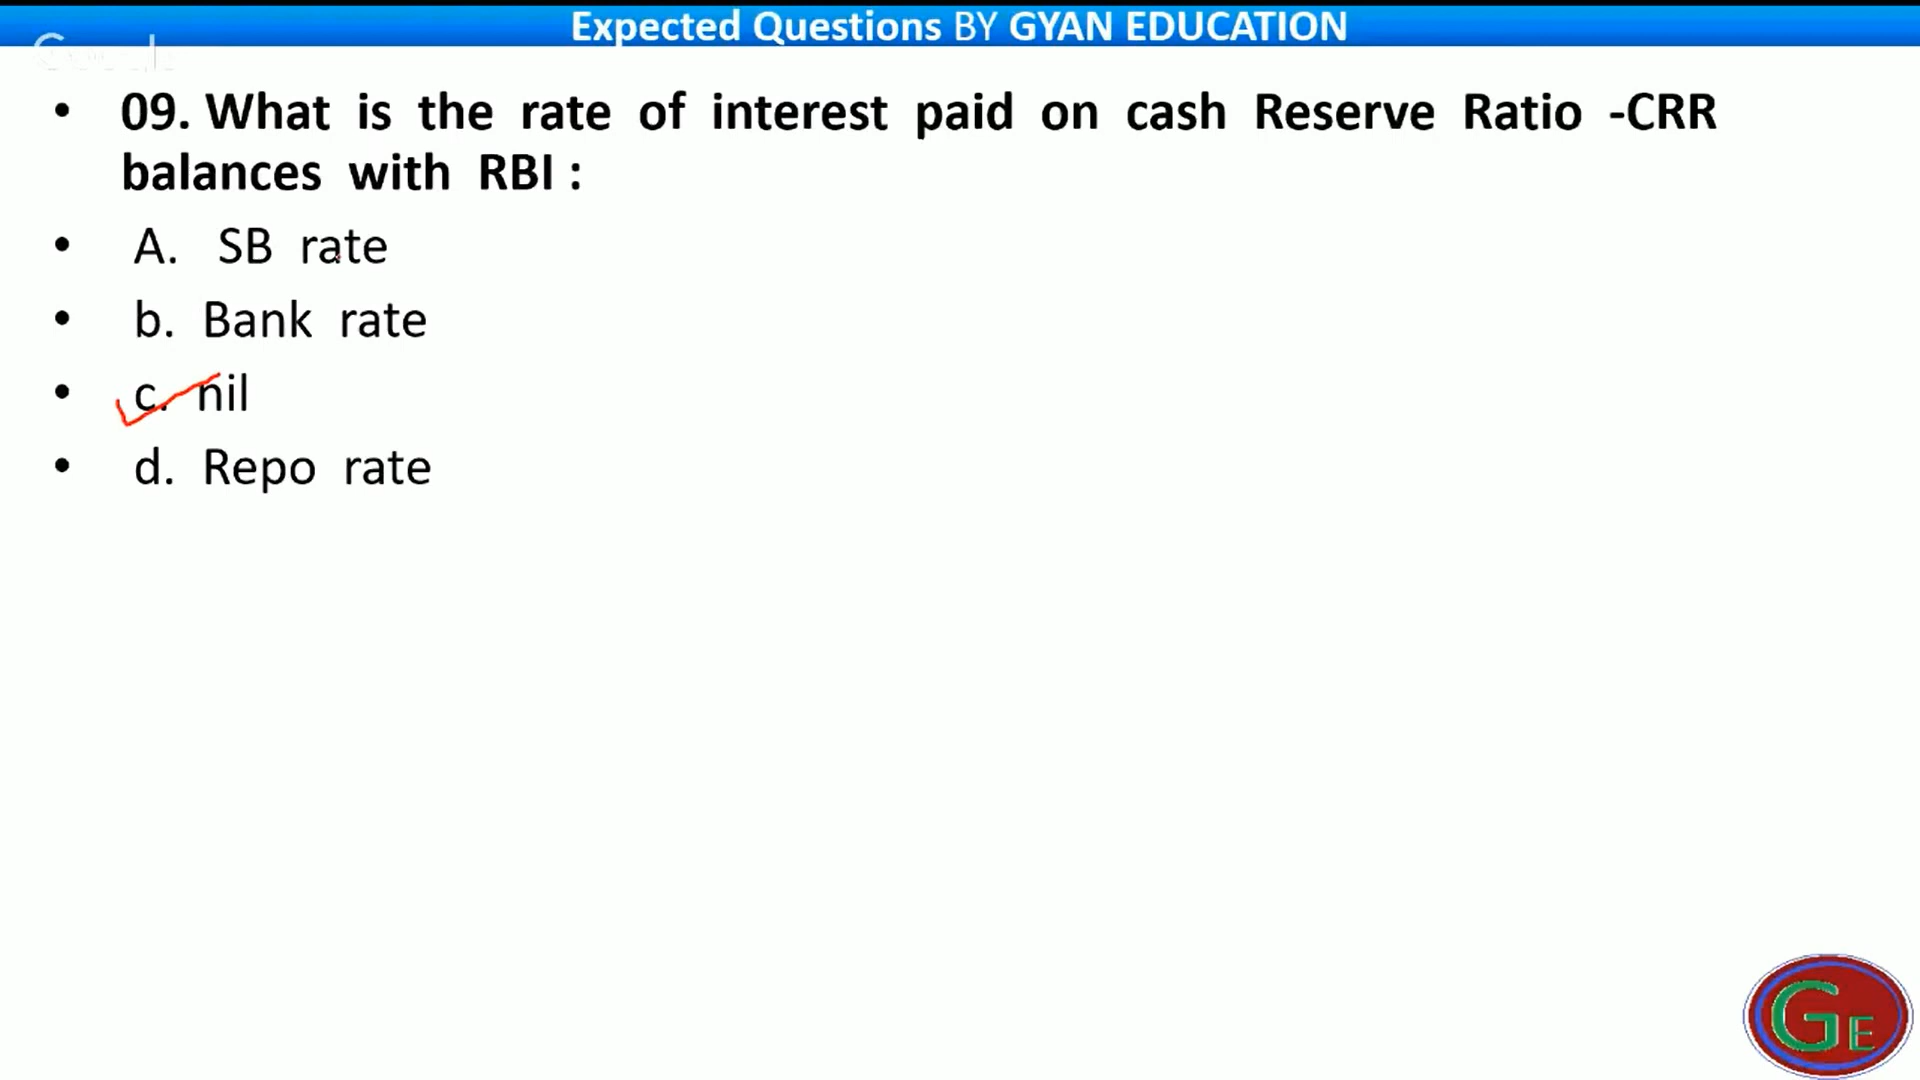 Expected Questions BY GYAN EDUCATION
Google
• 09. What is the rate of interest paid on cash Reserve Ratio -CRR
balances with RBI :
• A. SB rate
• b. Bank rate
• c. nil
• d. Repo rate
GE